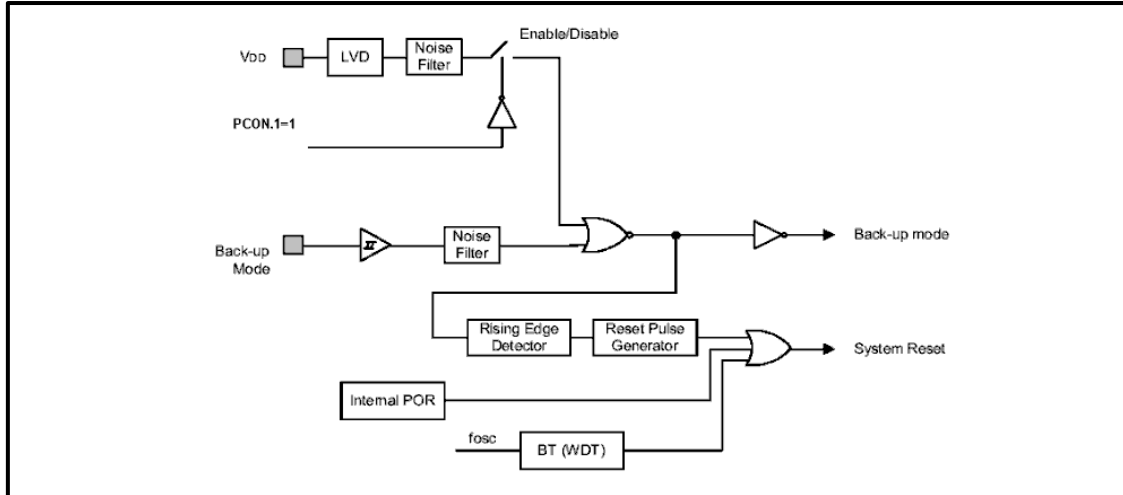 Enable/Disable
VDD
LVD
Noise
Filter
PCON.1=1
Back-up
Mode
Noise
Filter
Back-up mode
Rising Edge
Detector
Reset Pulse
Generator
System Reset
Internal POR
fosc
BT (WDT)